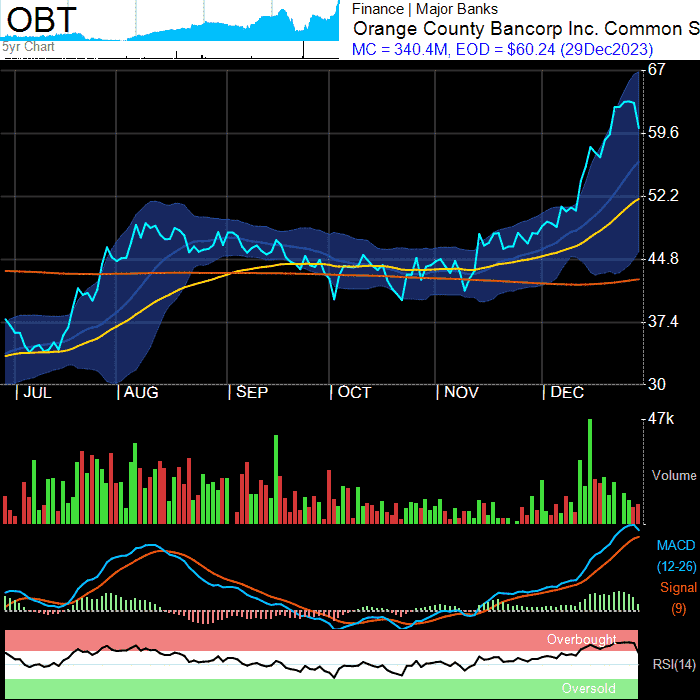 OBT
5yr Chart
Finance | Major Banks
Orange County Bancorp Inc. Common S
MC = 340.4M, EOD = $60.24 (29Dec2023)
67
59.6
52.2
44.8
37.4
30
JUL AUG SEP OCT NOV DEC
47k
Volume
MACD
(12-26)
Signal
(9)
Overbought
RSI(14)
Oversold